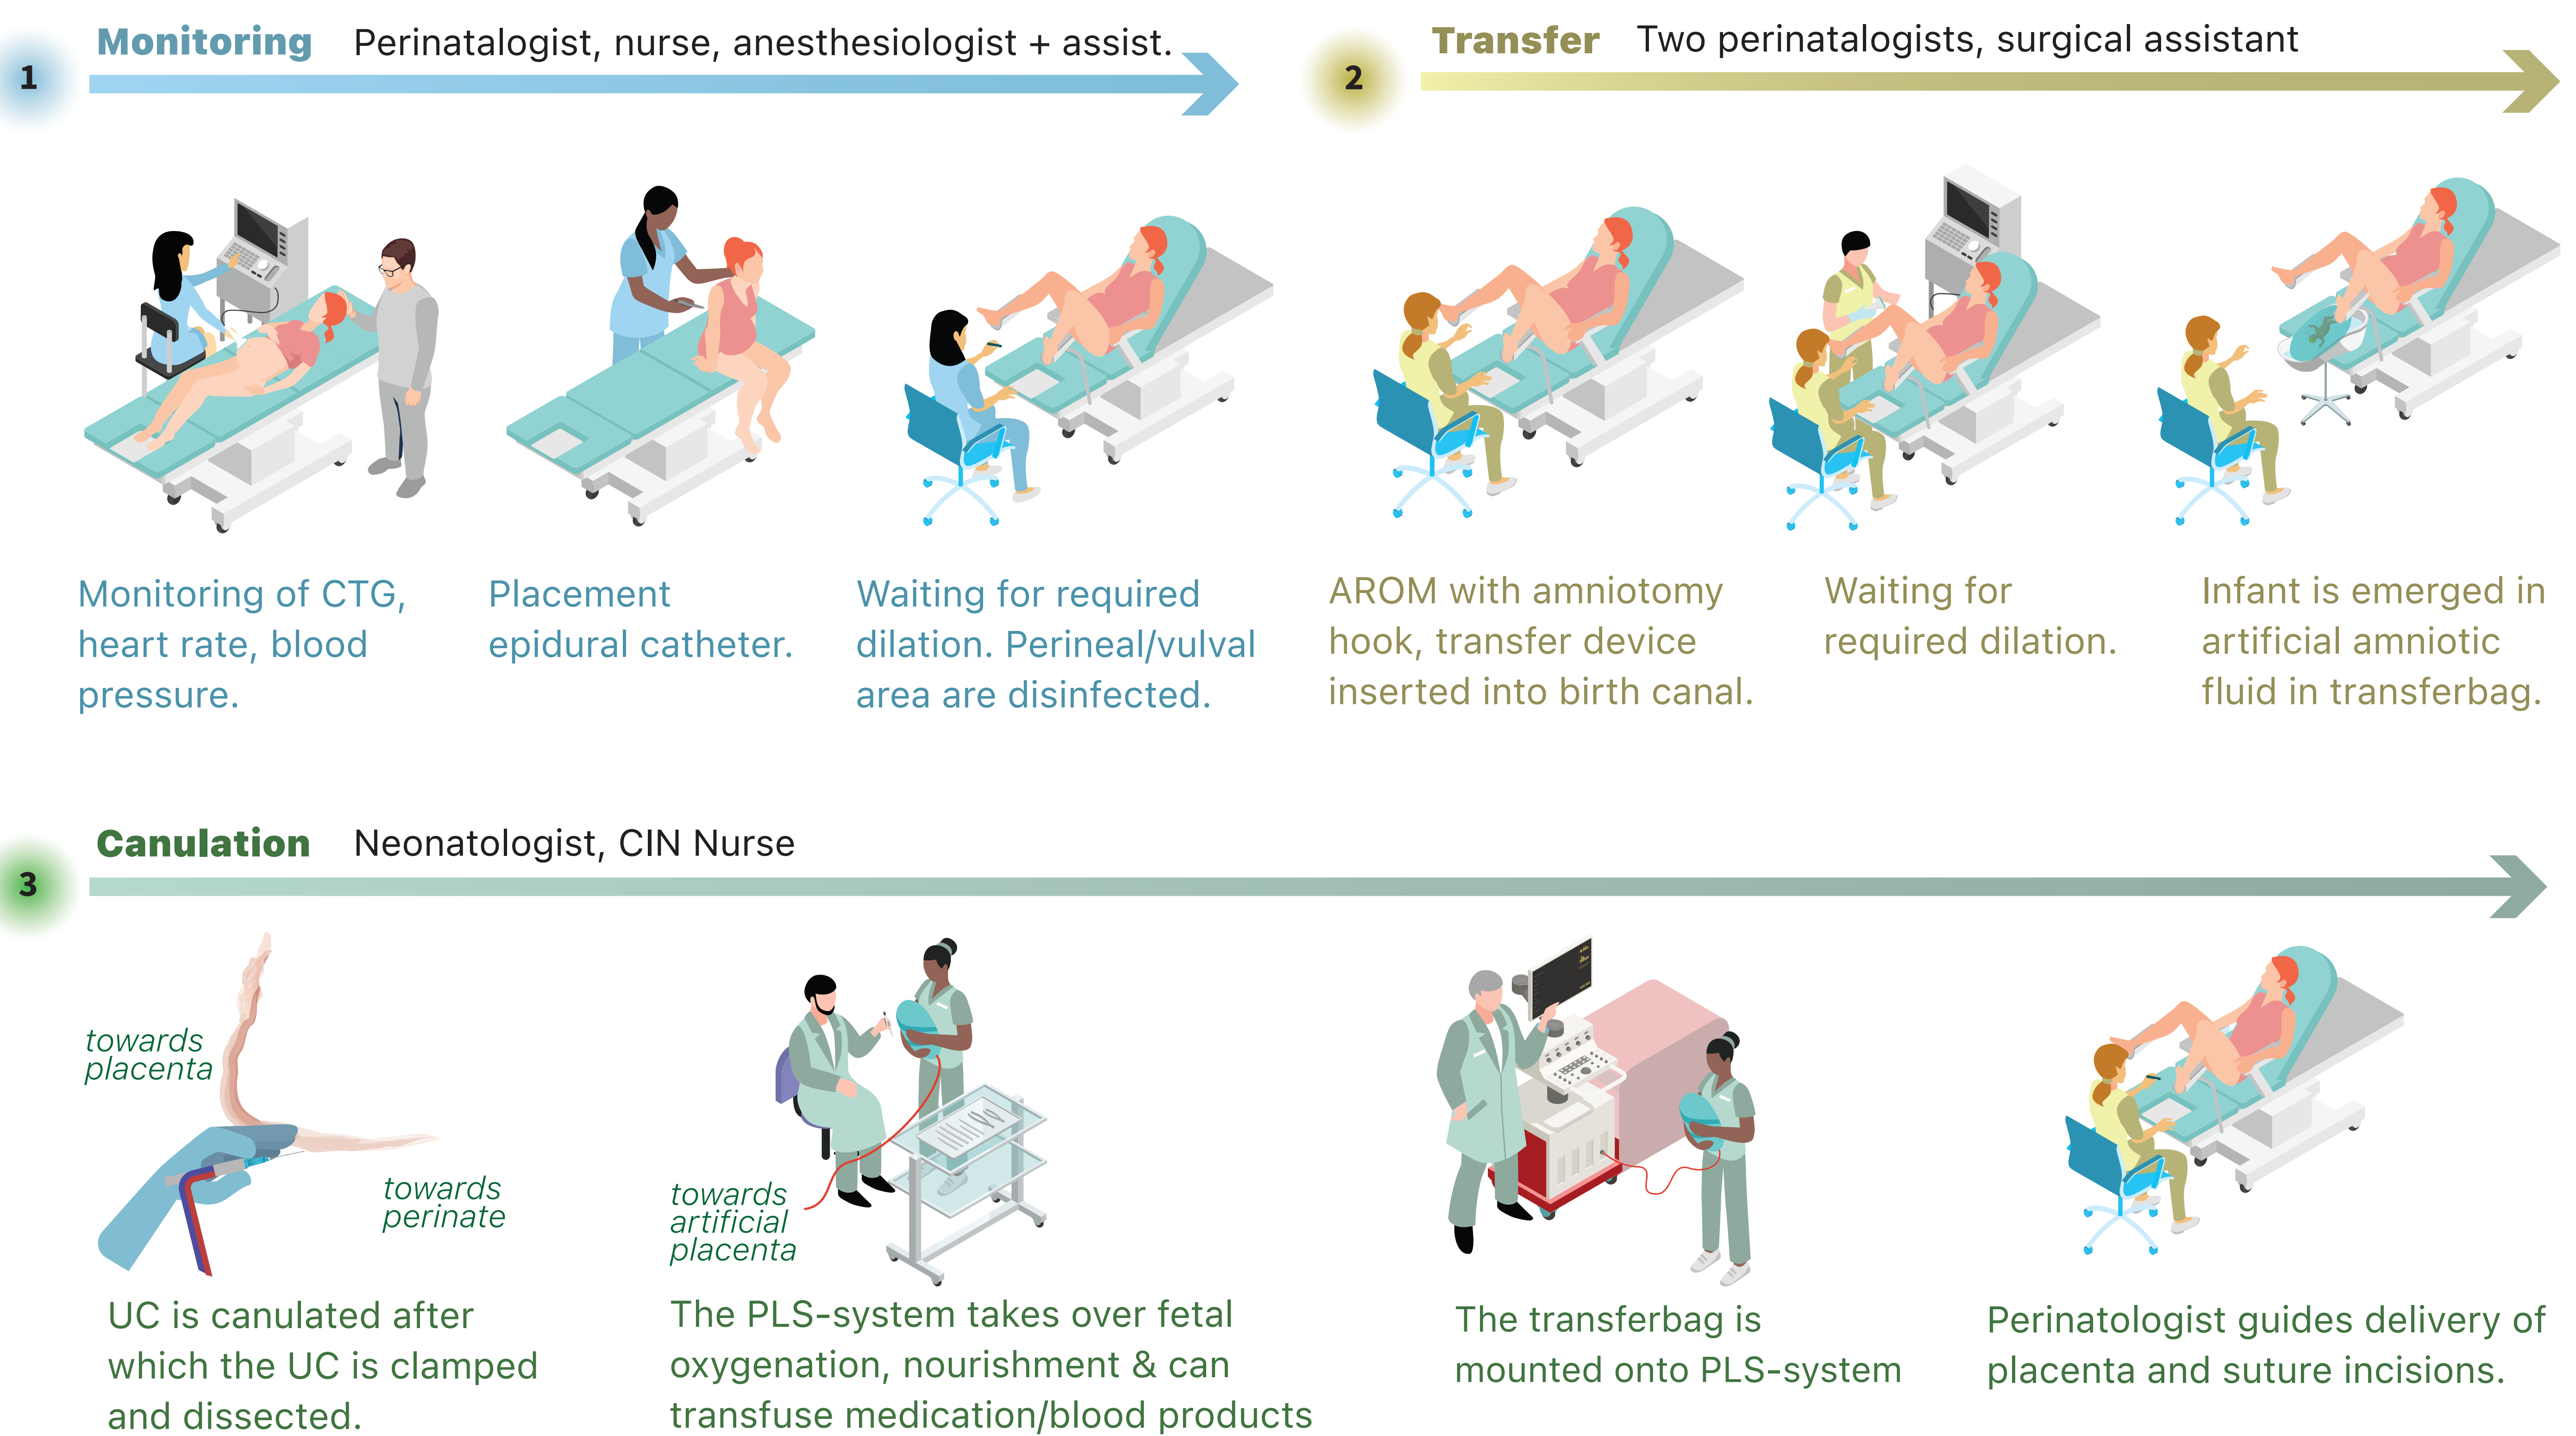 1
Monitoring Perinatalogist, nurse, anesthesiologist + assist.
Monitoring of CTG,
heart rate, blood
pressure.
Placement
epidural catheter.
Waiting for required
dilation. Perineal/vulval
area are disinfected.
2
Transfer Two perinatalogists, surgical assistant
AROM with amniotomy
hook, transfer device
inserted into birth canal.
Waiting for
required dilation.
Infant is emerged in
artificial amniotic
fluid in transferbag.
3
Canulation Neonatologist, CIN Nurse
towards
placenta
towards
perinate
UC is canulated after
which the UC is clamped
and dissected.
towards
artificial
placenta
The PLS-system takes over fetal
oxygenation, nourishment & can
transfuse medication/blood products
The transferbag is
mounted onto PLS-system
Perinatologist guides delivery of
placenta and suture incisions.